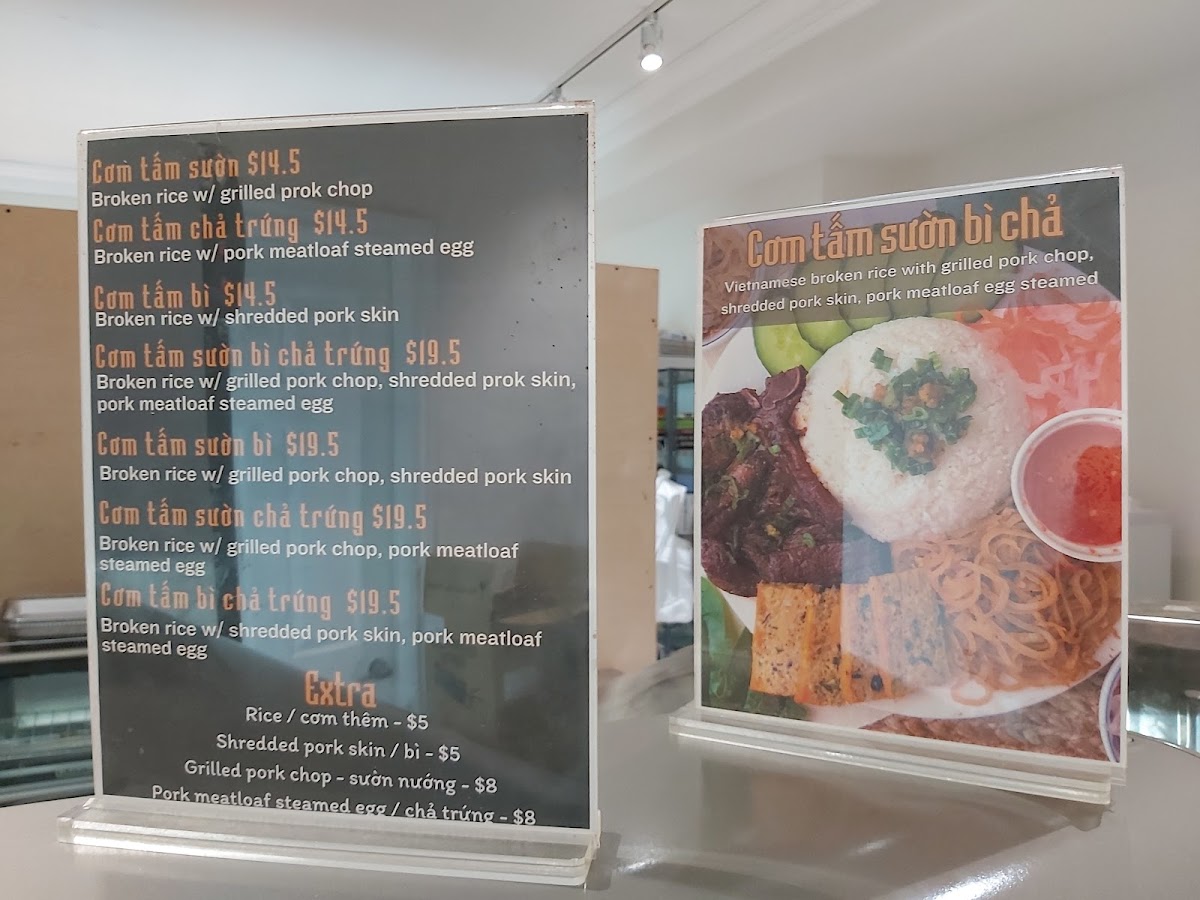 Cơm tấm sườn $14.5
Broken rice w/ grilled prok chop
Cơm tấm chả trứng $14.5
Broken rice w/ pork meatloaf steamed egg
Cơm tấm bì $14.5
Broken rice w/ shredded pork skin
Cơm tấm sườn bì chả trứng $19.5
Broken rice w/ grilled pork chop, shredded prok skin,
pork meatloaf steamed egg
Cơm tấm sườn bì $19.5
Broken rice w/ grilled pork chop, shredded pork skin
Cơm tấm sườn chả trứng $19.5
Broken rice w/ grilled pork chop, pork meatloaf
steamed egg
Cơm tấm bì chả trứng $19.5
Broken rice w/ shredded pork skin, pork meatloaf
steamed egg
Extra
Rice / cơm thêm - $5
Shredded pork skin / bì - $5
Grilled pork chop - sườn nướng - $8
Pork meatloaf steamed egg / chả trứng - $8
Cơm tấm sườn bì chả
Vietnamese broken rice with grilled pork chop,
shredded pork skin, pork meatloaf egg steamed